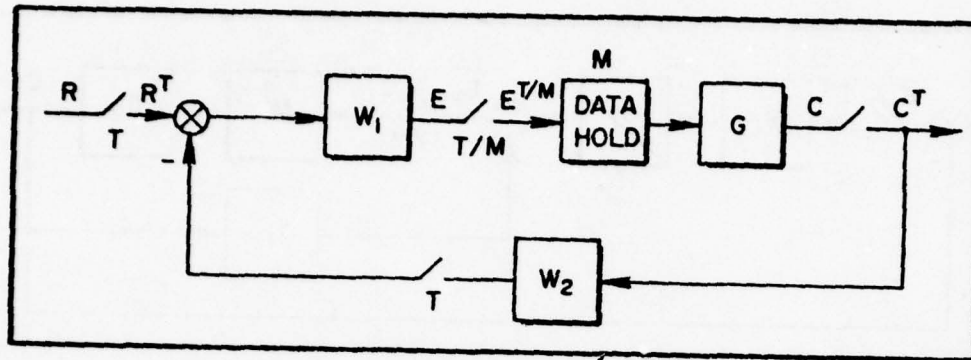 M
R
R^T
W₁
E
E^{T/M}
DATA
HOLD
G
C
C^T
T
T/M
-
W₂
T